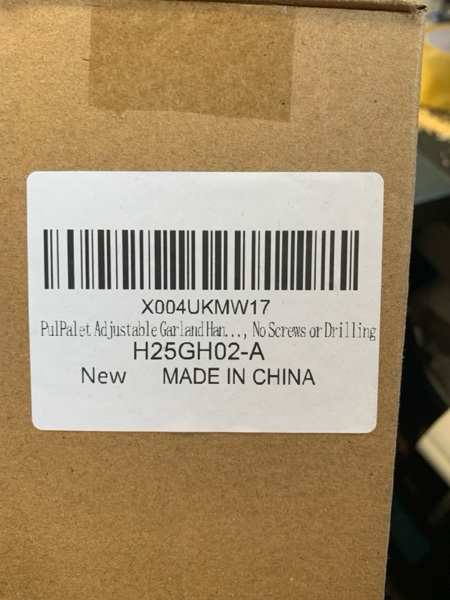 X004UKMW17
PulPalet Adjustable Garland Han..., No Screws or Drilling
H25GH02-A
New MADE IN CHINA